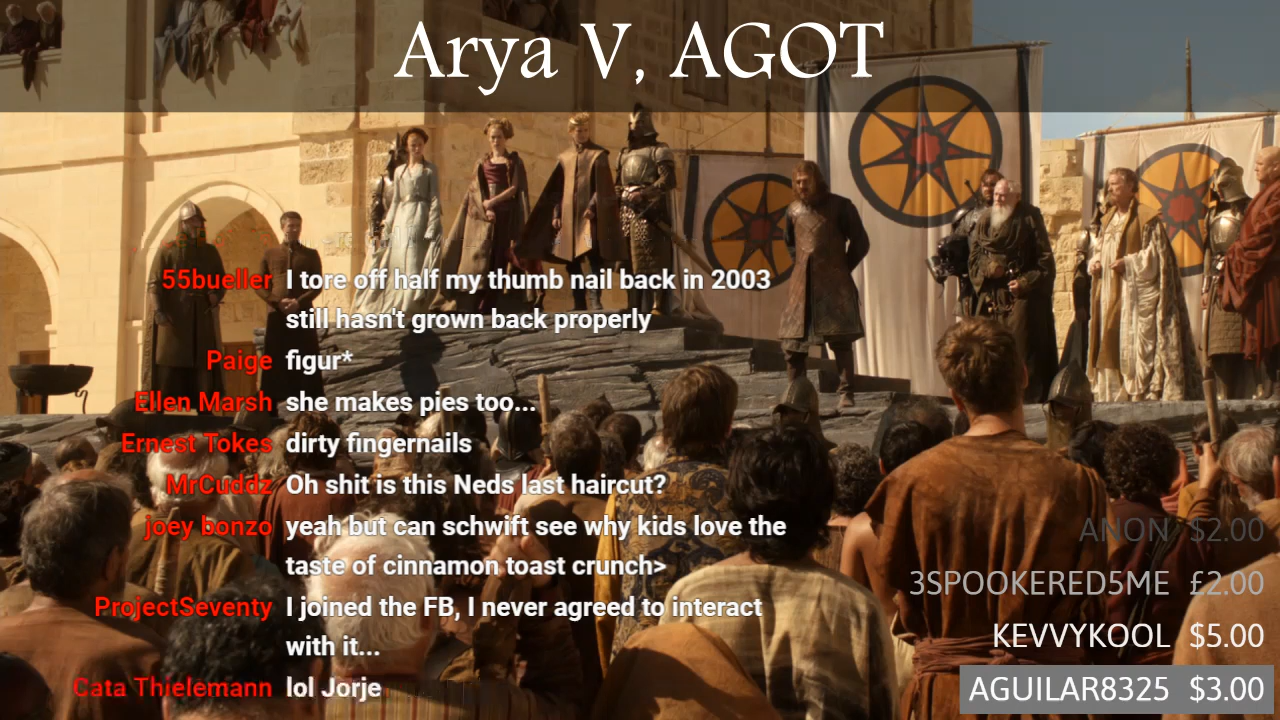 Arya V, AGOT
55bueller I tore off half my thumb nail back in 2003
still hasn't grown back properly
Paige figur*
Ellen Marsh she makes pies too...
Ernest Tokes dirty fingernails
MrCuddz Oh shit is this Neds last haircut?
joey bonzo yeah but can schwift see why kids love the
taste of cinnamon toast crunch>
ProjectSeventy I joined the FB, I never agreed to interact
with it...
Cata Thielemann lol Jorje
ANON $2.00
3SPOOKERED5ME £2.00
KEVVYKOOL $5.00
AGUILAR8325 $3.00